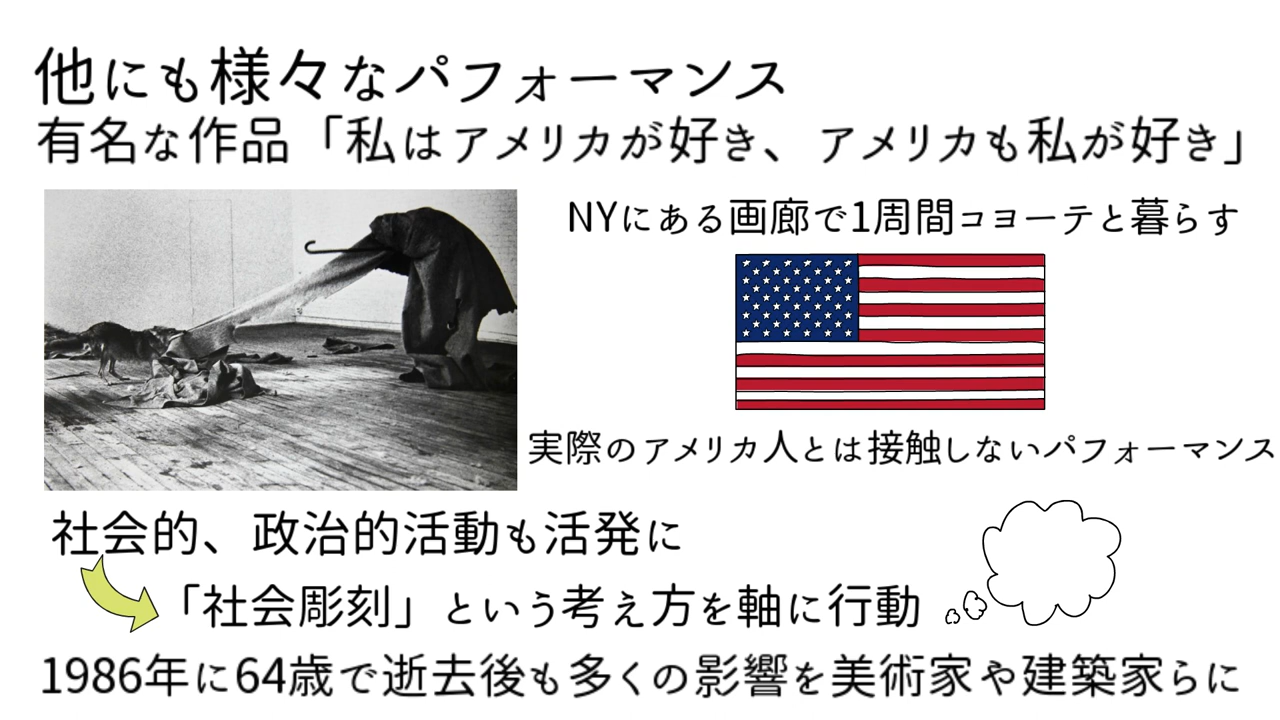 他にも様々なパフォーマンス
有名な作品「私はアメリカが好き、アメリカも私が好き」
NYにある画廊で1周間コヨーテと暮らす
実際のアメリカ人とは接触しないパフォーマンス
社会的、政治的活動も活発に
「社会彫刻」という考え方を軸に行動
1986年に64歳で逝去後も多くの影響を美術家や建築家らに